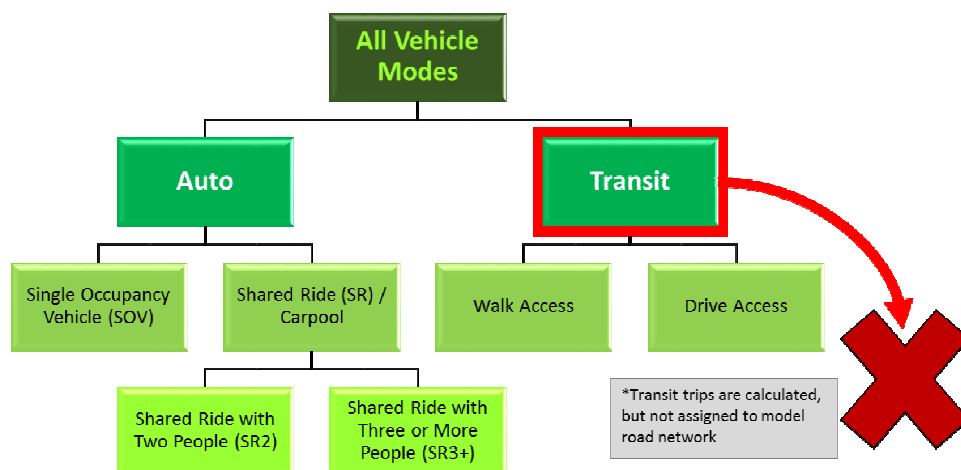 All Vehicle
Modes
Auto
Transit
Single Occupancy
Vehicle (SOV)
Shared Ride (SR) /
Carpool
Walk Access
Drive Access
Shared Ride with
Two People (SR2)
Shared Ride with
Three or More
People (SR3+)
*Transit trips are calculated,
but not assigned to model
road network